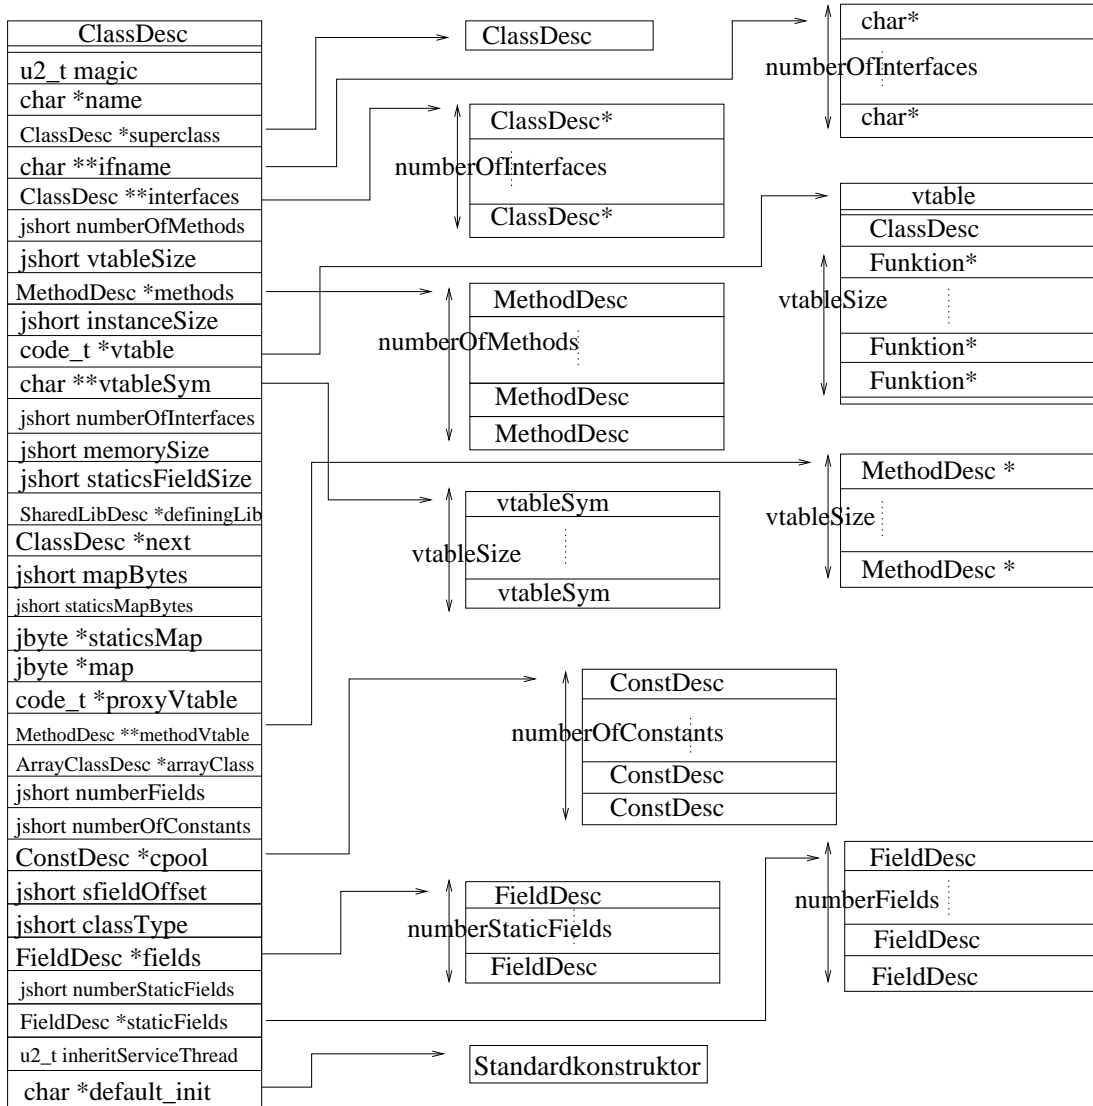 ClassDesc
u2_t magic
char *name
ClassDesc *superclass
char **ifname
ClassDesc **interfaces
jshort numberOfMethods
jshort vtableSize
MethodDesc *methods
jshort instanceSize
code_t *vtable
char **vtableSym
jshort numberOfInterfaces
jshort memorySize
jshort staticsFieldSize
SharedLibDesc *definingLib
ClassDesc *next
jshort mapBytes
jshort staticsMapBytes
jbyte *staticsMap
jbyte *map
code_t *proxyVtable
MethodDesc **methodVtable
ArrayClassDesc *arrayClass
jshort numberFields
jshort numberOfConstants
ConstDesc *cpool
jshort sfieldOffset
jshort classType
FieldDesc *fields
jshort numberStaticFields
FieldDesc *staticFields
u2_t inheritServiceThread
char *default_init
ClassDesc
ClassDesc*
numberOfInterfaces
ClassDesc*
MethodDesc
numberOfMethods
MethodDesc
MethodDesc
vtableSym
vtableSize
vtableSym
ConstDesc
numberOfConstants
ConstDesc
ConstDesc
FieldDesc
numberStaticFields
FieldDesc
Standardkonstruktor
char*
numberOfInterfaces
char*
vtable
ClassDesc
Funktion*
vtableSize
Funktion*
Funktion*
MethodDesc *
vtableSize
MethodDesc *
FieldDesc
numberFields
FieldDesc
FieldDesc